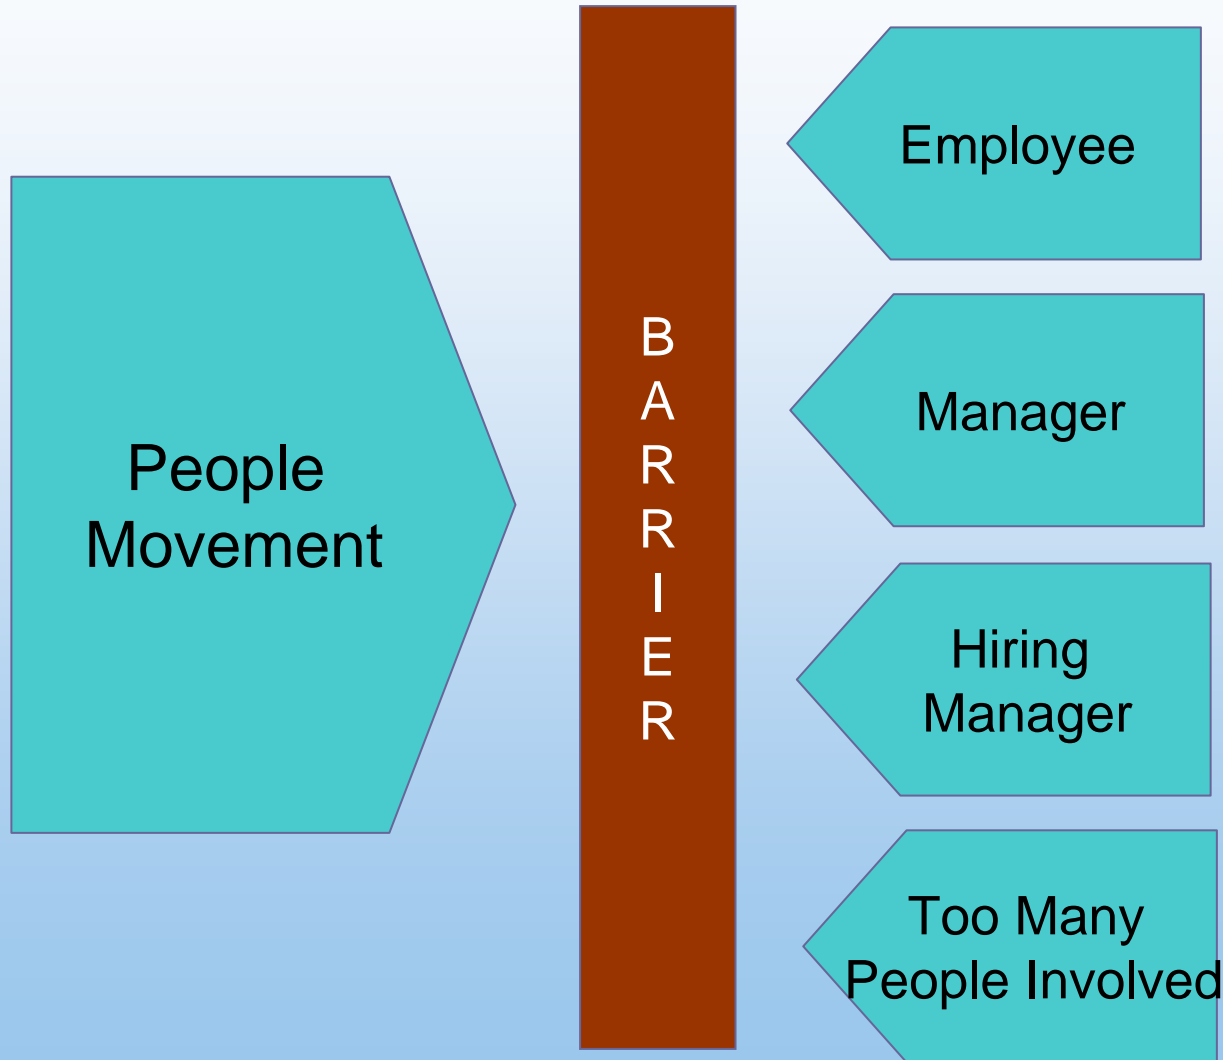 People
Movement
B
A
R
R
I
E
R
Employee
Manager
Hiring
Manager
Too Many
People Involved